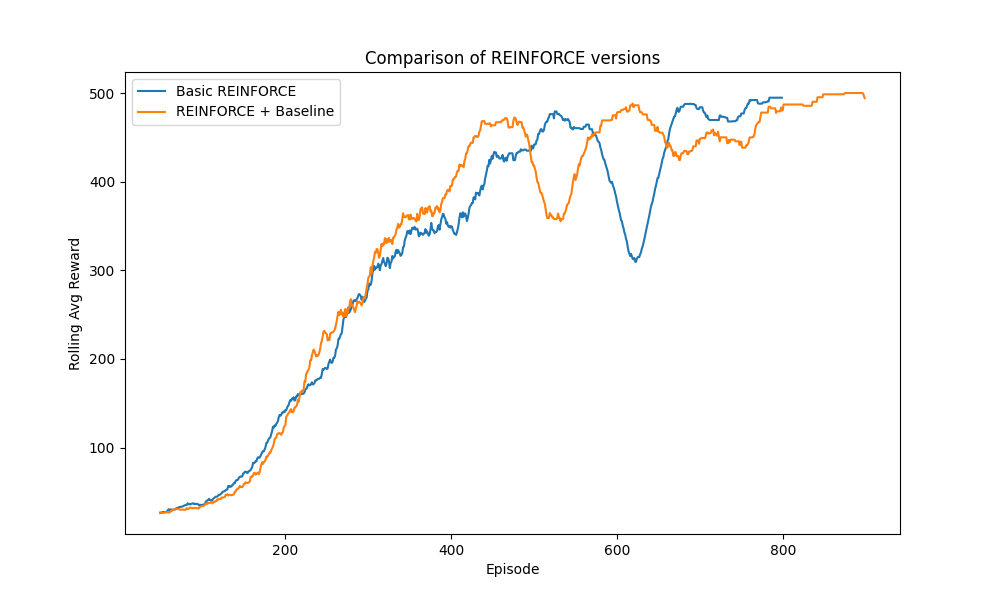 Comparison of REINFORCE versions
Basic REINFORCE
REINFORCE + Baseline
500
400
300
200
100
Rolling Avg Reward
200 400 600 800
Episode